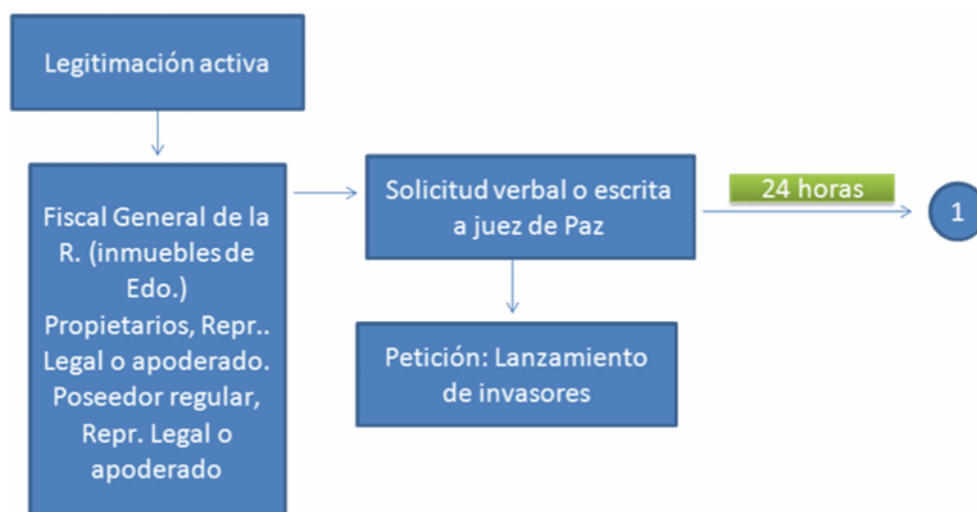 Legitimación activa
Fiscal General de la
R. (inmuebles de
Edo.)
Propietarios, Repr..
Legal o apoderado.
Poseedor regular,
Repr. Legal o
apoderado
Solicitud verbal o escrita
a juez de Paz
24 horas
1
Petición: Lanzamiento
de invasores